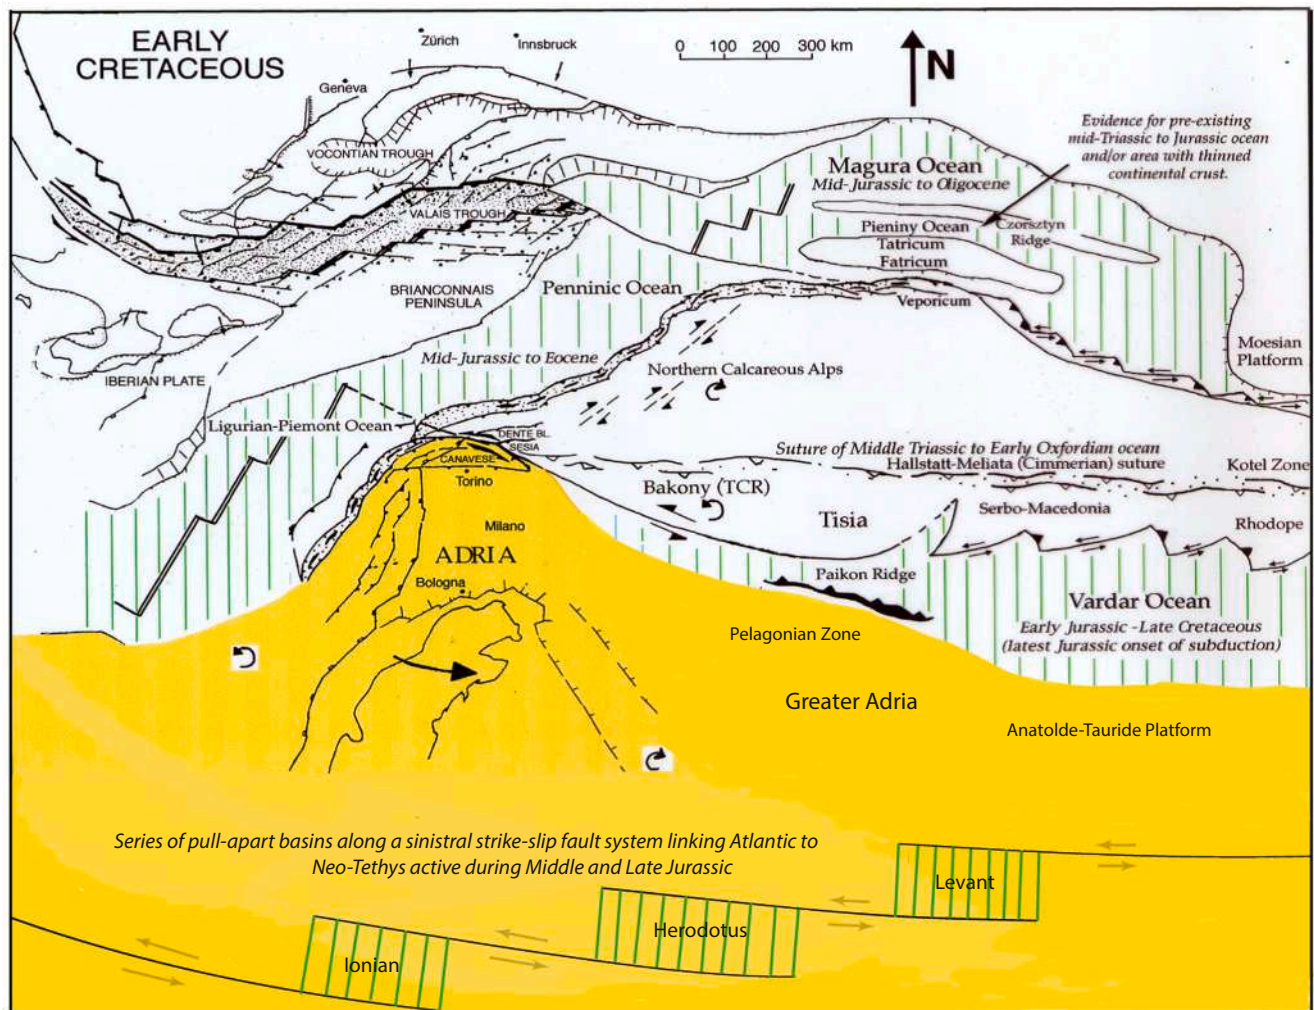 EARLY
CRETACEOUS
Zürich
Innsbruck
0 100 200 300 km
N
Geneva
Evidence for pre-existing
mid-Triassic to Jurassic ocean
and/or area with thinned
continental crust.
VOCONTIAN TROUGH
Magura Ocean
Mid-Jurassic to Oligocene
VALAIS TROUGH
Pieniny Ocean
Czorsztyn
Ridge
Tatricum
Fatricum
BRIANCONNAIS
PENINSULA
Penninic Ocean
Veporicum
Moesian
Platform
Mid-Jurassic to Eocene
Northern Calcareous Alps
IBERIAN PLATE
Ligurian-Piemont Ocean
DENTE BL.
SESIA
CANAVESE
Torino
Suture of Middle Triassic to Early Oxfordian ocean
Hallstatt-Meliata (Cimmerian) suture
Kotel Zone
Bakony (TCR)
Tisia
Serbo-Macedonia
Rhodope
Milano
ADRIA
Bologna
Paikon Ridge
Vardar Ocean
Early Jurassic -Late Cretaceous
(latest Jurassic onset of subduction)
Pelagonian Zone
Greater Adria
Anatolde-Tauride Platform
Series of pull-apart basins along a sinistral strike-slip fault system linking Atlantic to
Neo-Tethys active during Middle and Late Jurassic
Levant
Herodotus
Ionian